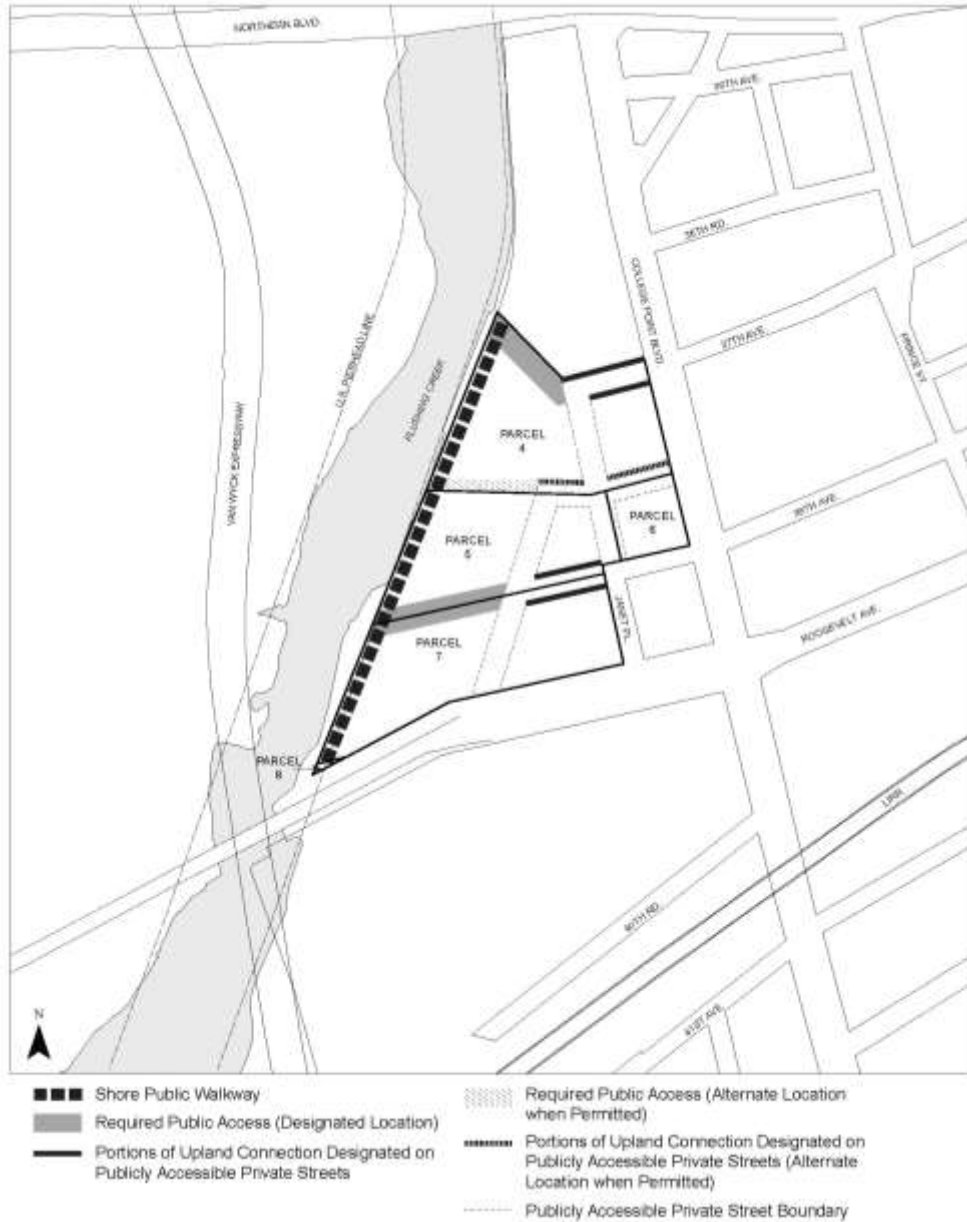 NORTHERN BLVD.
39TH AVE.
36TH RD.
COLLEGE POINT BLVD.
37TH AVE.
PRINCE ST.
U.S. PIERHEAD LINE
FLUSHING CREEK
VAN WYCK EXPRESSWAY
PARCEL
4
PARCEL
5
PARCEL
6
39TH AVE.
JANET PL.
PARCEL
7
ROOSEVELT AVE.
PARCEL
8
LIRR
40TH RD.
41ST AVE.
N
Shore Public Walkway
Required Public Access (Designated Location)
Portions of Upland Connection Designated on
Publicly Accessible Private Streets
Required Public Access (Alternate Location
when Permitted)
Portions of Upland Connection Designated on
Publicly Accessible Private Streets (Alternate
Location when Permitted)
Publicly Accessible Private Street Boundary